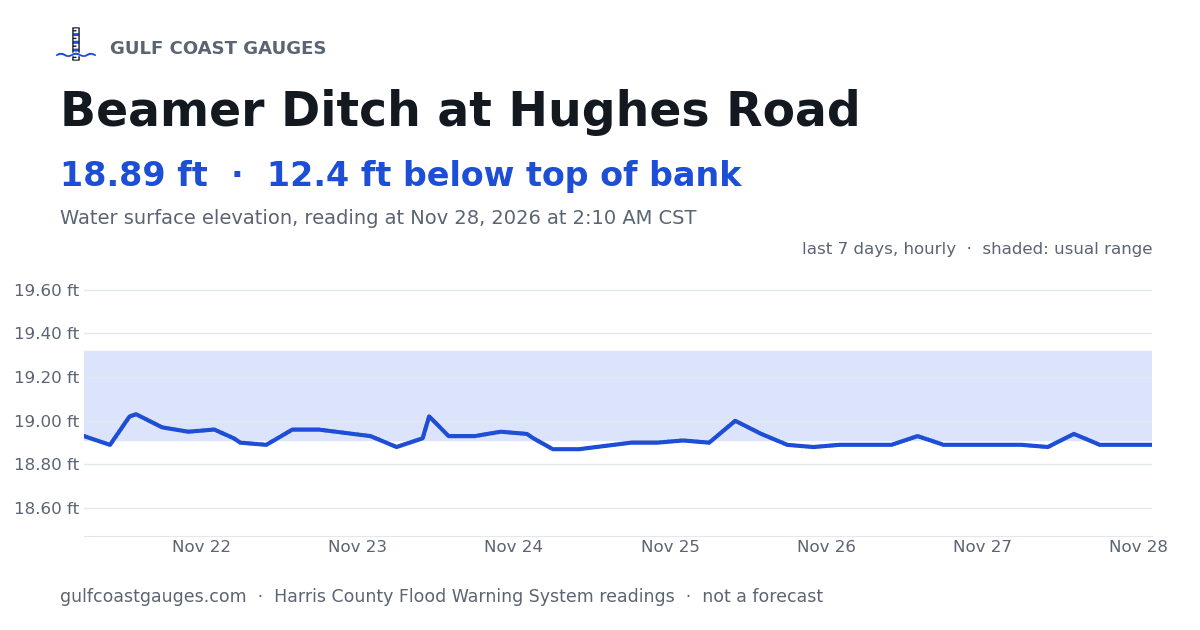 GULF COAST GAUGES
Beamer Ditch at Hughes Road
18.89 ft · 12.4 ft below top of bank
Water surface elevation, reading at Nov 28, 2026 at 2:10 AM CST
last 7 days, hourly · shaded: usual range
19.60 ft
19.40 ft
19.20 ft
19.00 ft
18.80 ft
18.60 ft
Nov 22 Nov 23 Nov 24 Nov 25 Nov 26 Nov 27 Nov 28
gulfcoastgauges.com · Harris County Flood Warning System readings · not a forecast